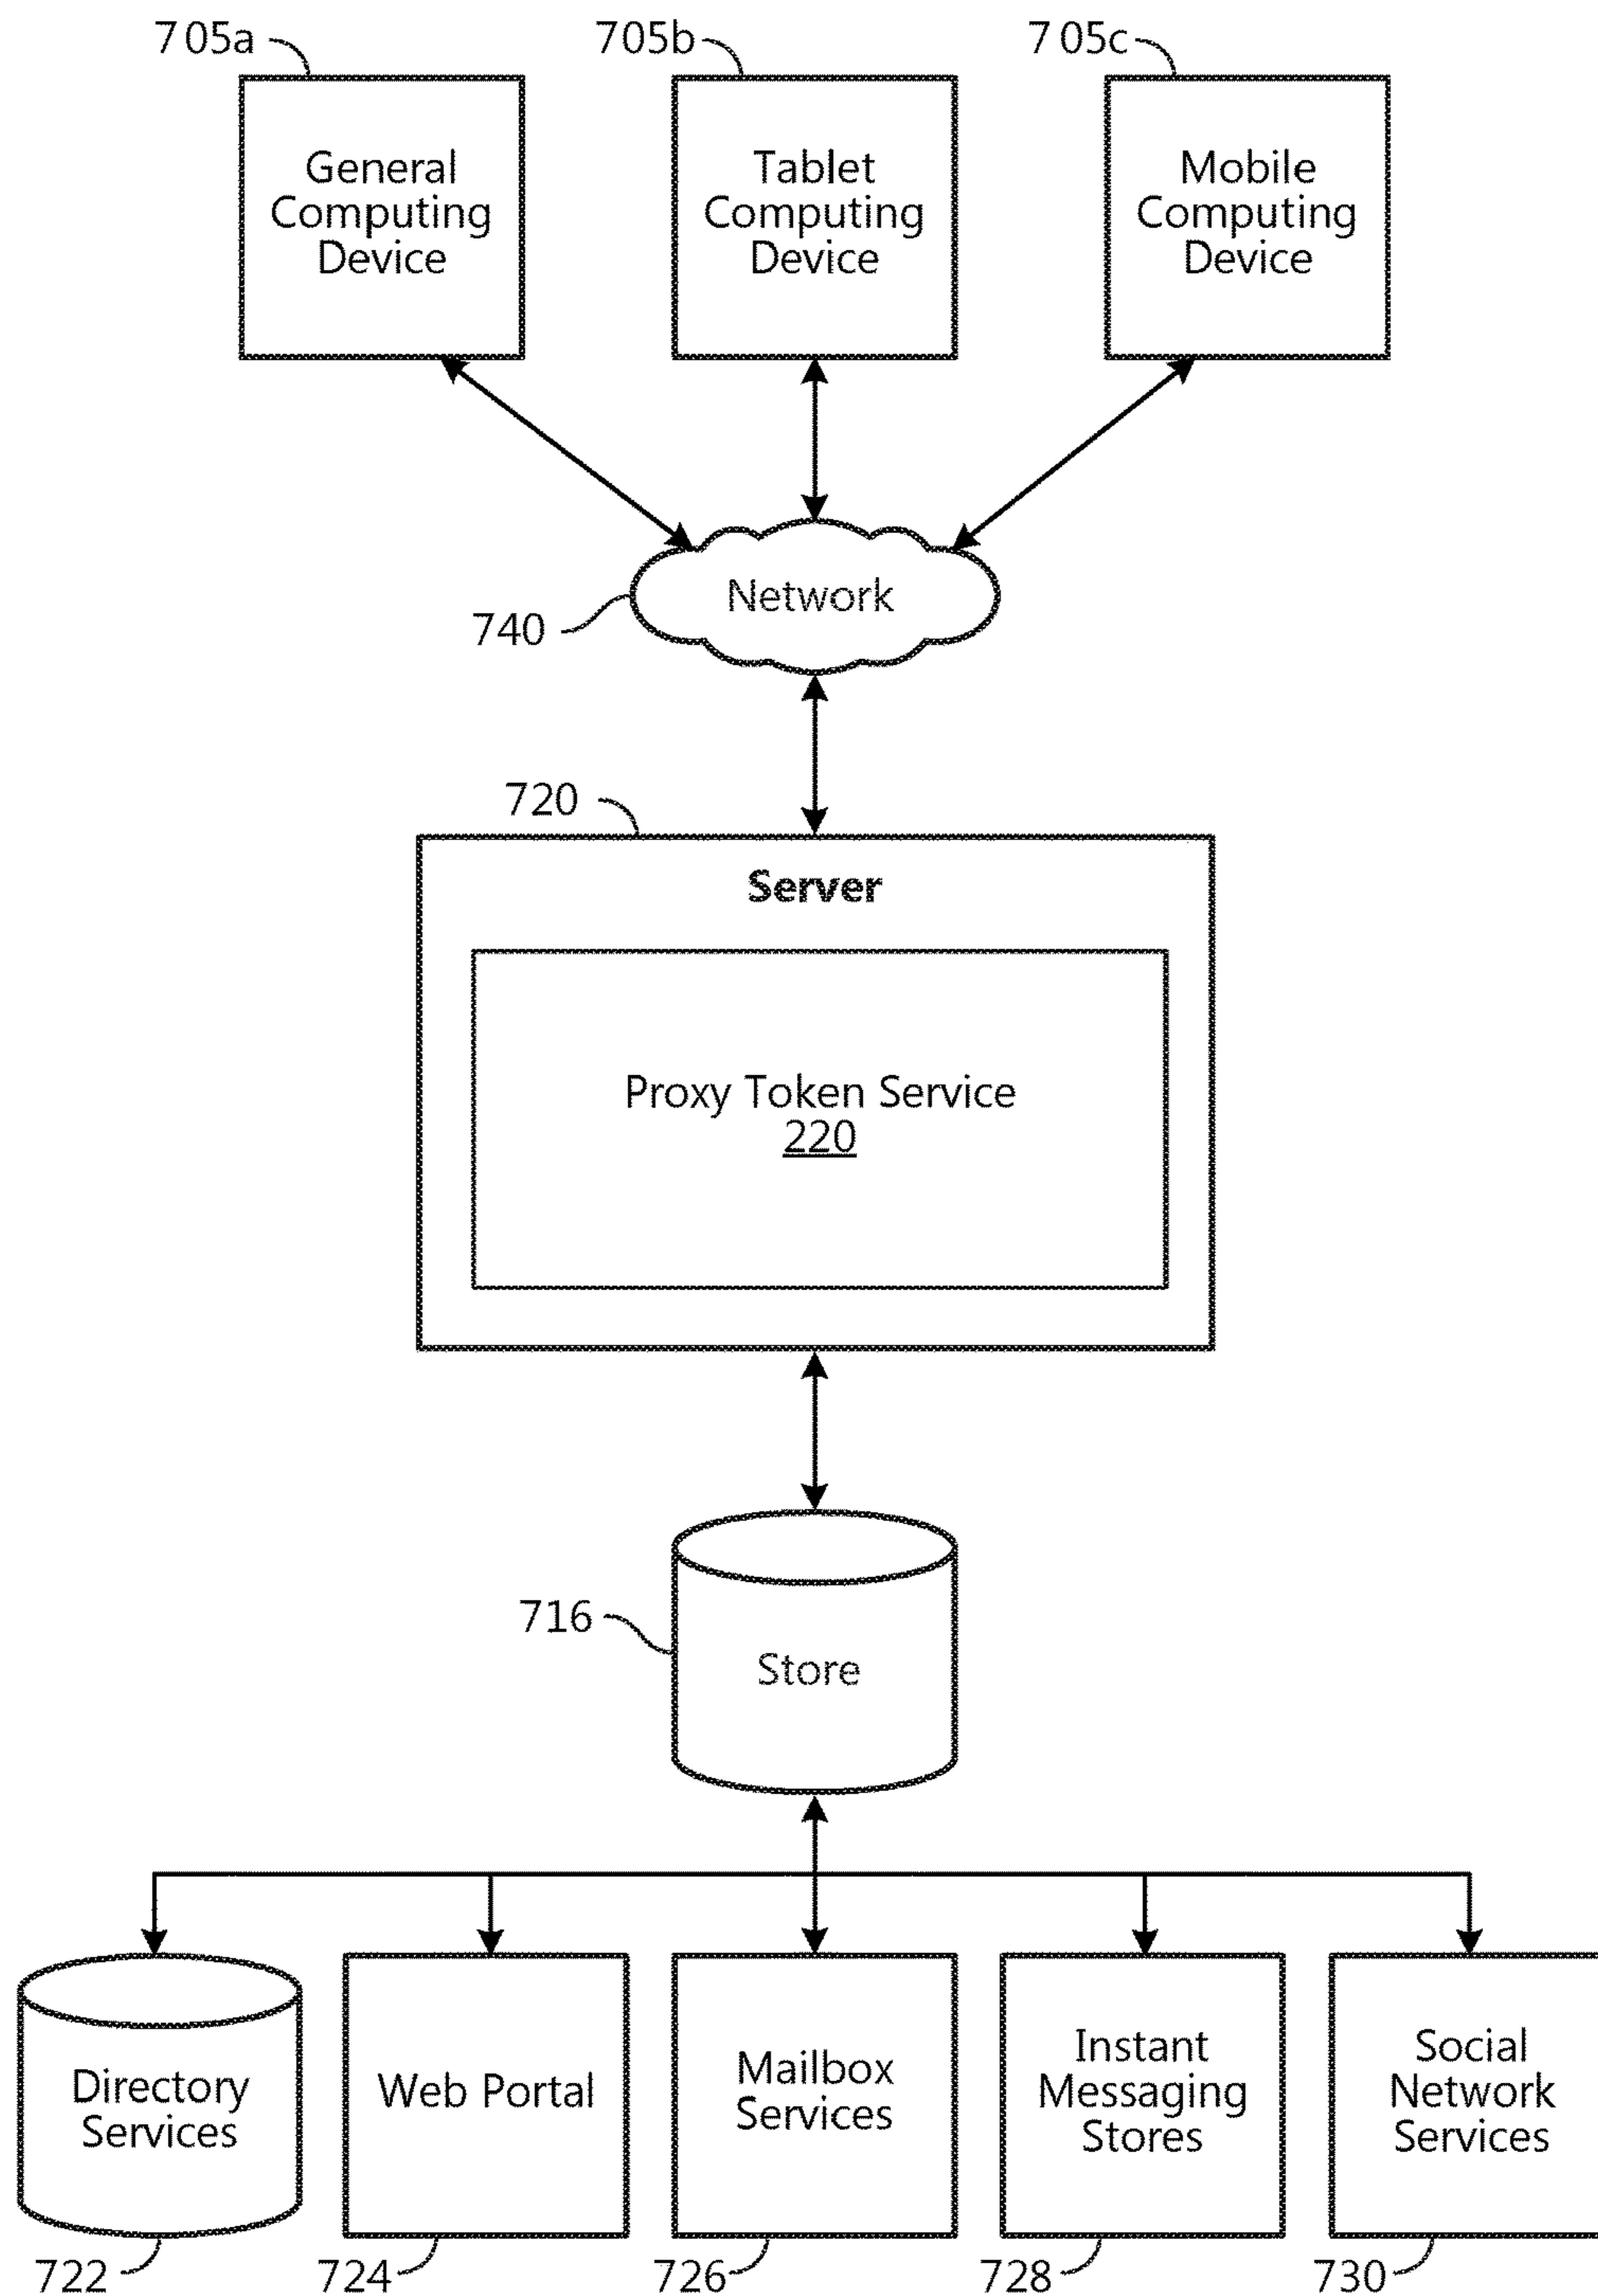 705a
705b
705c
General
Computing
Device
Tablet
Computing
Device
Mobile
Computing
Device
Network
740
720
Server
Proxy Token Service
220
716
Store
Directory
Services
Web Portal
Mailbox
Services
Instant
Messaging
Stores
Social
Network
Services
722
724
726
728
730